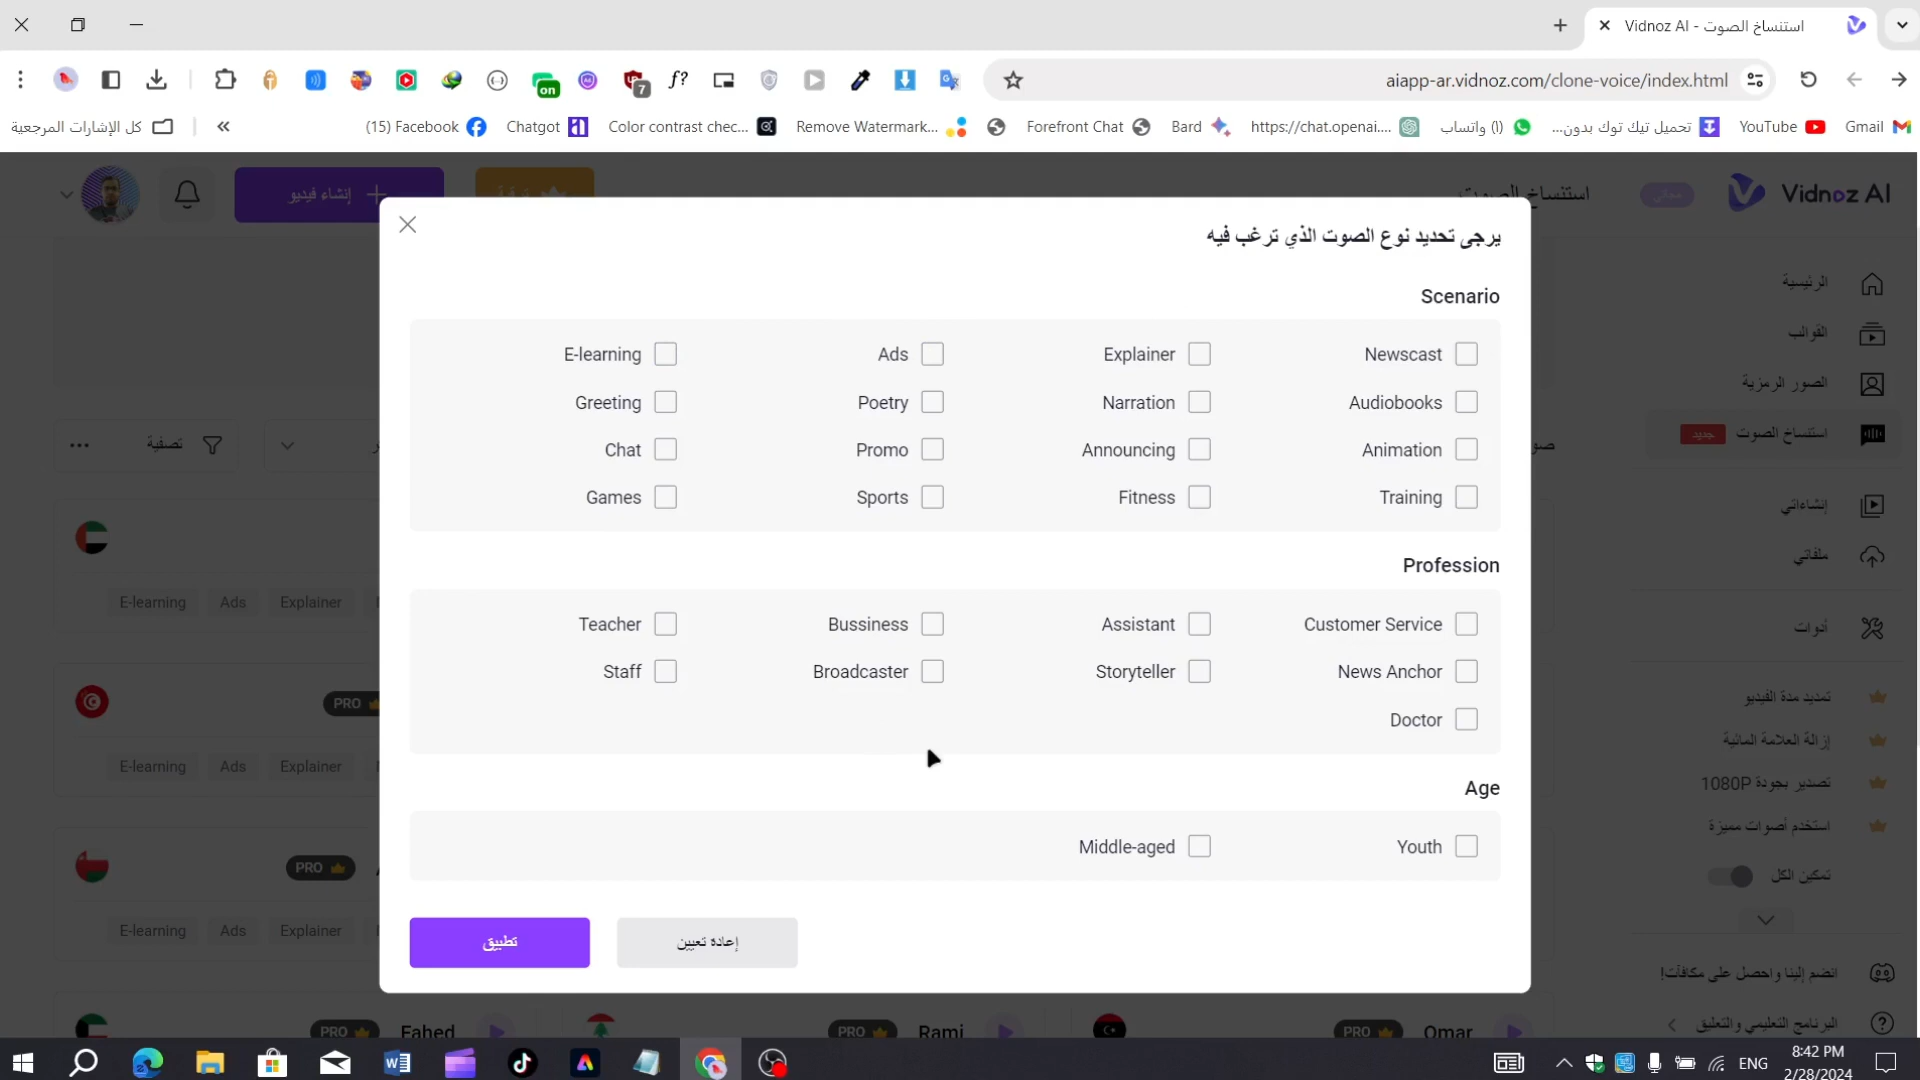 استنساخ الصوت - Vidnoz AI
aiapp-ar.vidnoz.com/clone-voice/index.html
7
on
Gmail
YouTube
تحميل تيك توك بدون...
(1) واتساب
https://chat.openai....
Bard
Forefront Chat
Remove Watermark...
Color contrast chec...
Chatgot
(15) Facebook
كل الإشارات المرجعية
Vidnoz AI
مجاني
استنساخ الصوت
إنشاء فيديو
الرئيسية
القوالب
الصور الرمزية
استنساخ الصوت
جديد
إنشاءاتي
ملفاتي
أدوات
تمديد مدة الفيديو
إزالة العلامة المائية
تصدير بجودة 1080P
استخدم أصوات مميزة
تمكين الكل
انضم إلينا واحصل على مكافآت!
البرنامج التعليمي والتعليق
يرجى تحديد نوع الصوت الذي ترغب فيه
Scenario
Newscast
Explainer
Ads
E-learning
Audiobooks
Narration
Poetry
Greeting
Animation
Announcing
Promo
Chat
Training
Fitness
Sports
Games
Profession
Customer Service
Assistant
Bussiness
Teacher
News Anchor
Storyteller
Broadcaster
Staff
Doctor
Age
Youth
Middle-aged
إعادة تعيين
تطبيق
تصفية
E-learning Ads Explainer
PRO
E-learning Ads Explainer
PRO
E-learning Ads Explainer
PRO Fahed
PRO Rami
PRO Omar
ENG
8:42 PM
2/28/2024